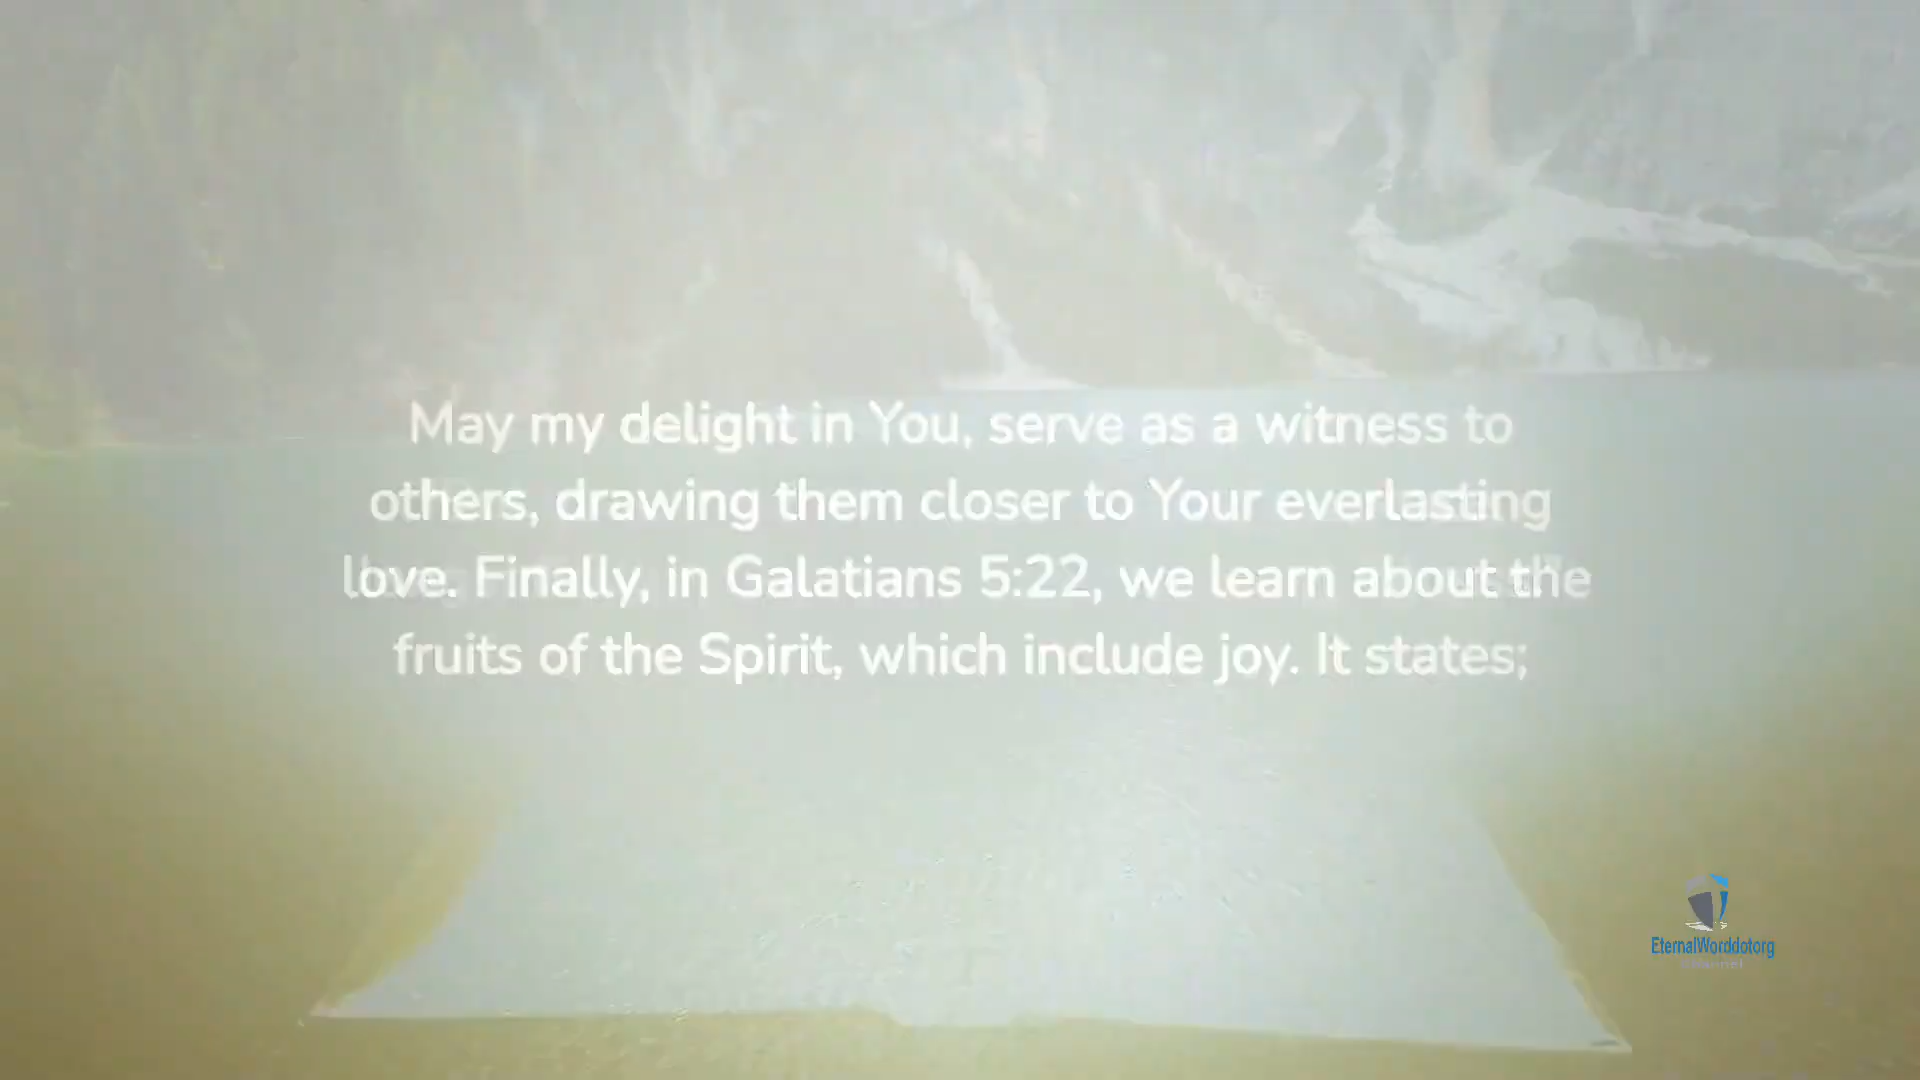 May my delight in You, serve as a witness to
others, drawing them closer to Your everlasting
love. Finally, in Galatians 5:22, we learn about the
fruits of the Spirit, which include joy. It states;
EternalWorddotorg
channel